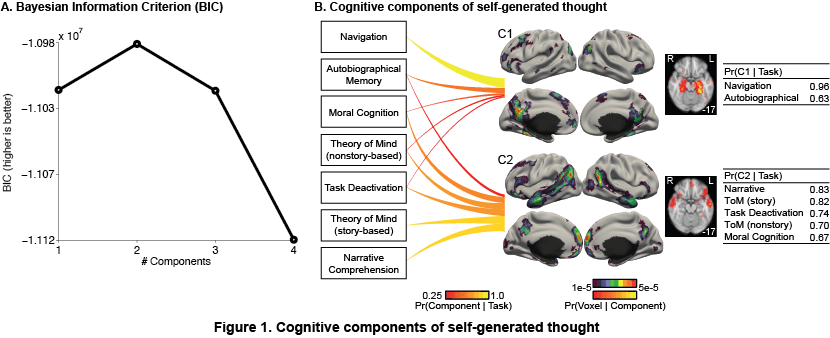 A. Bayesian Information Criterion (BIC)
x 10⁷
−1.098
−1.103
−1.107
−1.112
BIC (higher is better)
1 2 3 4
# Components
B. Cognitive components of self-generated thought
Navigation
Autobiographical
Memory
Moral Cognition
Theory of Mind
(nonstory-based)
Task Deactivation
Theory of Mind
(story-based)
Narrative
Comprehension
0.25 1.0
Pr(Component | Task)
C1
R L
-17
Pr(C1 | Task)
Navigation 0.96
Autobiographical 0.63
C2
R L
-17
Pr(C2 | Task)
Narrative 0.83
ToM (story) 0.82
Task Deactivation 0.74
ToM (nonstory) 0.70
Moral Cognition 0.67
1e-5 5e-5
Pr(Voxel | Component)
Figure 1. Cognitive components of self-generated thought